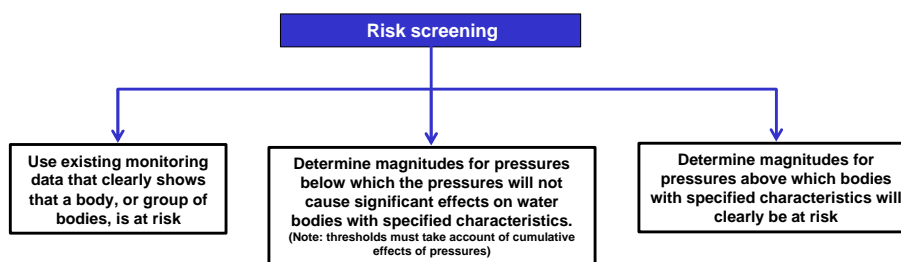 Risk screening
Use existing monitoring
data that clearly shows
that a body, or group of
bodies, is at risk
Determine magnitudes for pressures
below which the pressures will not
cause significant effects on water
bodies with specified characteristics.
(Note: thresholds must take account of cumulative
effects of pressures)
Determine magnitudes for
pressures above which bodies
with specified characteristics will
clearly be at risk